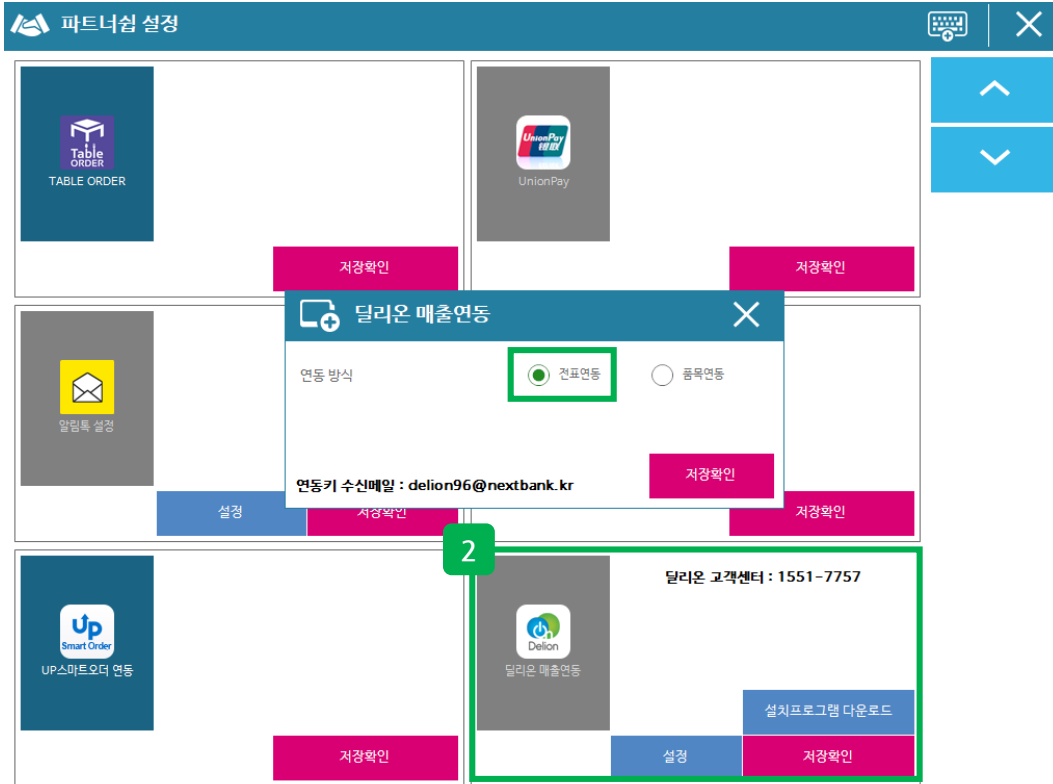 파트너쉽 설정
Table
ORDER
TABLE ORDER
저장확인
UnionPay
银联
UnionPay
저장확인
알림톡 설정
설정
저장확인
저장확인
딜리온 매출연동
연동 방식
전표연동
품목연동
연동키 수신메일 : delion96@nextbank.kr
저장확인
up
Smart Order
UP스마트오더 연동
저장확인
2
딜리온 고객센터 : 1551-7757
On
Delion
딜리온 매출연동
설치프로그램 다운로드
설정
저장확인